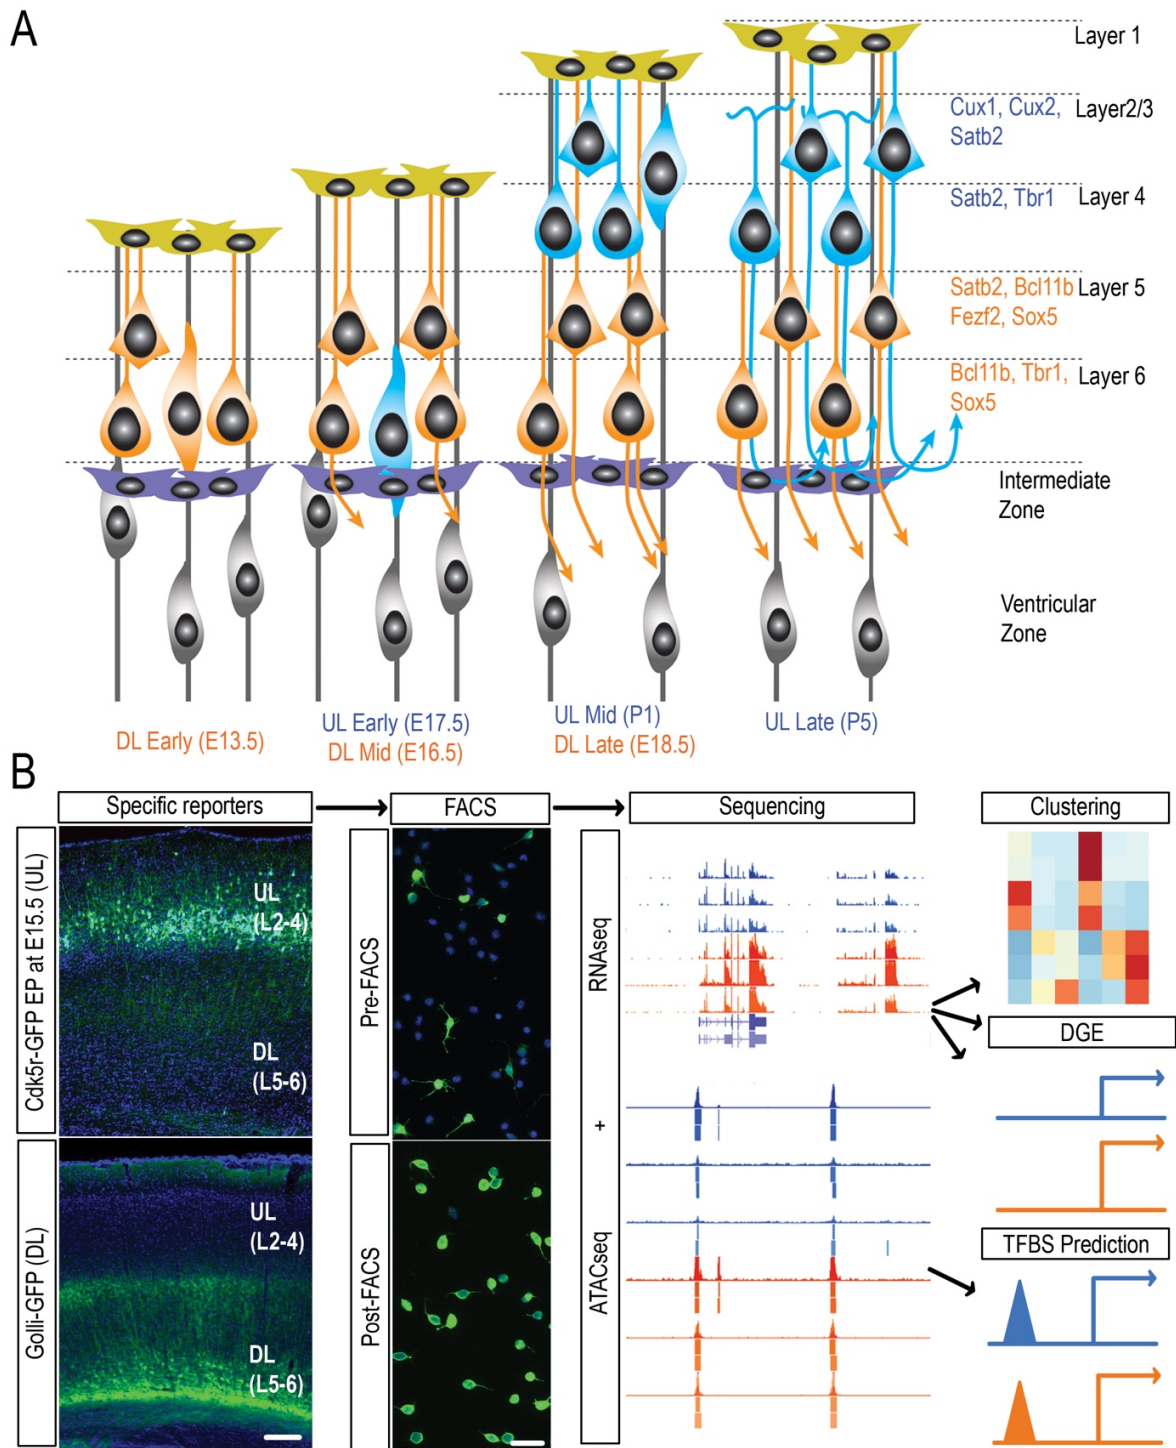 A
Layer 1
Cux1, Cux2, Layer2/3
Satb2
Satb2, Tbr1 Layer 4
Satb2, Bcl11b Layer 5
Fezf2, Sox5
Bcl11b, Tbr1, Layer 6
Sox5
Intermediate
Zone
Ventricular
Zone
DL Early (E13.5)
UL Early (E17.5)
DL Mid (E16.5)
UL Mid (P1)
DL Late (E18.5)
UL Late (P5)
B
Specific reporters
FACS
Sequencing
Clustering
Cdk5r-GFP EP at E15.5 (UL)
UL
(L2-4)
DL
(L5-6)
Golli-GFP (DL)
UL
(L2-4)
DL
(L5-6)
Pre-FACS
Post-FACS
RNAseq
+
ATACseq
DGE
TFBS Prediction